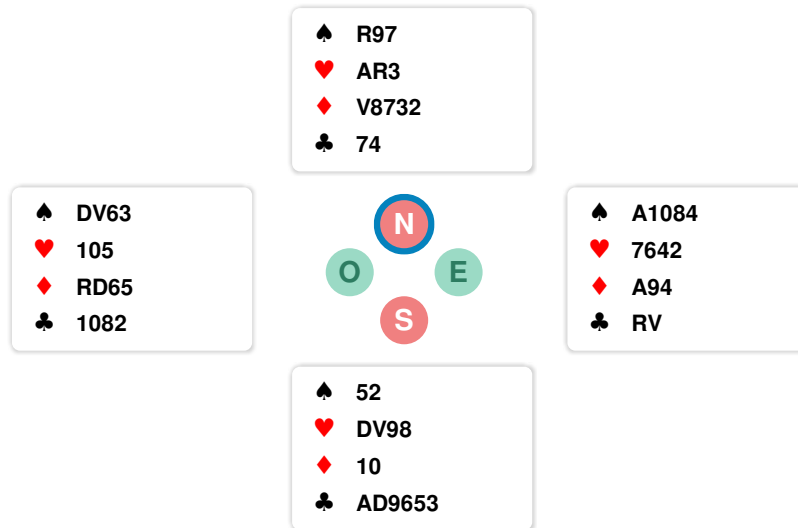 ♠ R97
♥ AR3
♦ V8732
♣ 74
♠ DV63
♥ 105
♦ RD65
♣ 1082
N
O E
S
♠ A1084
♥ 7642
♦ A94
♣ RV
♠ 52
♥ DV98
♦ 10
♣ AD9653